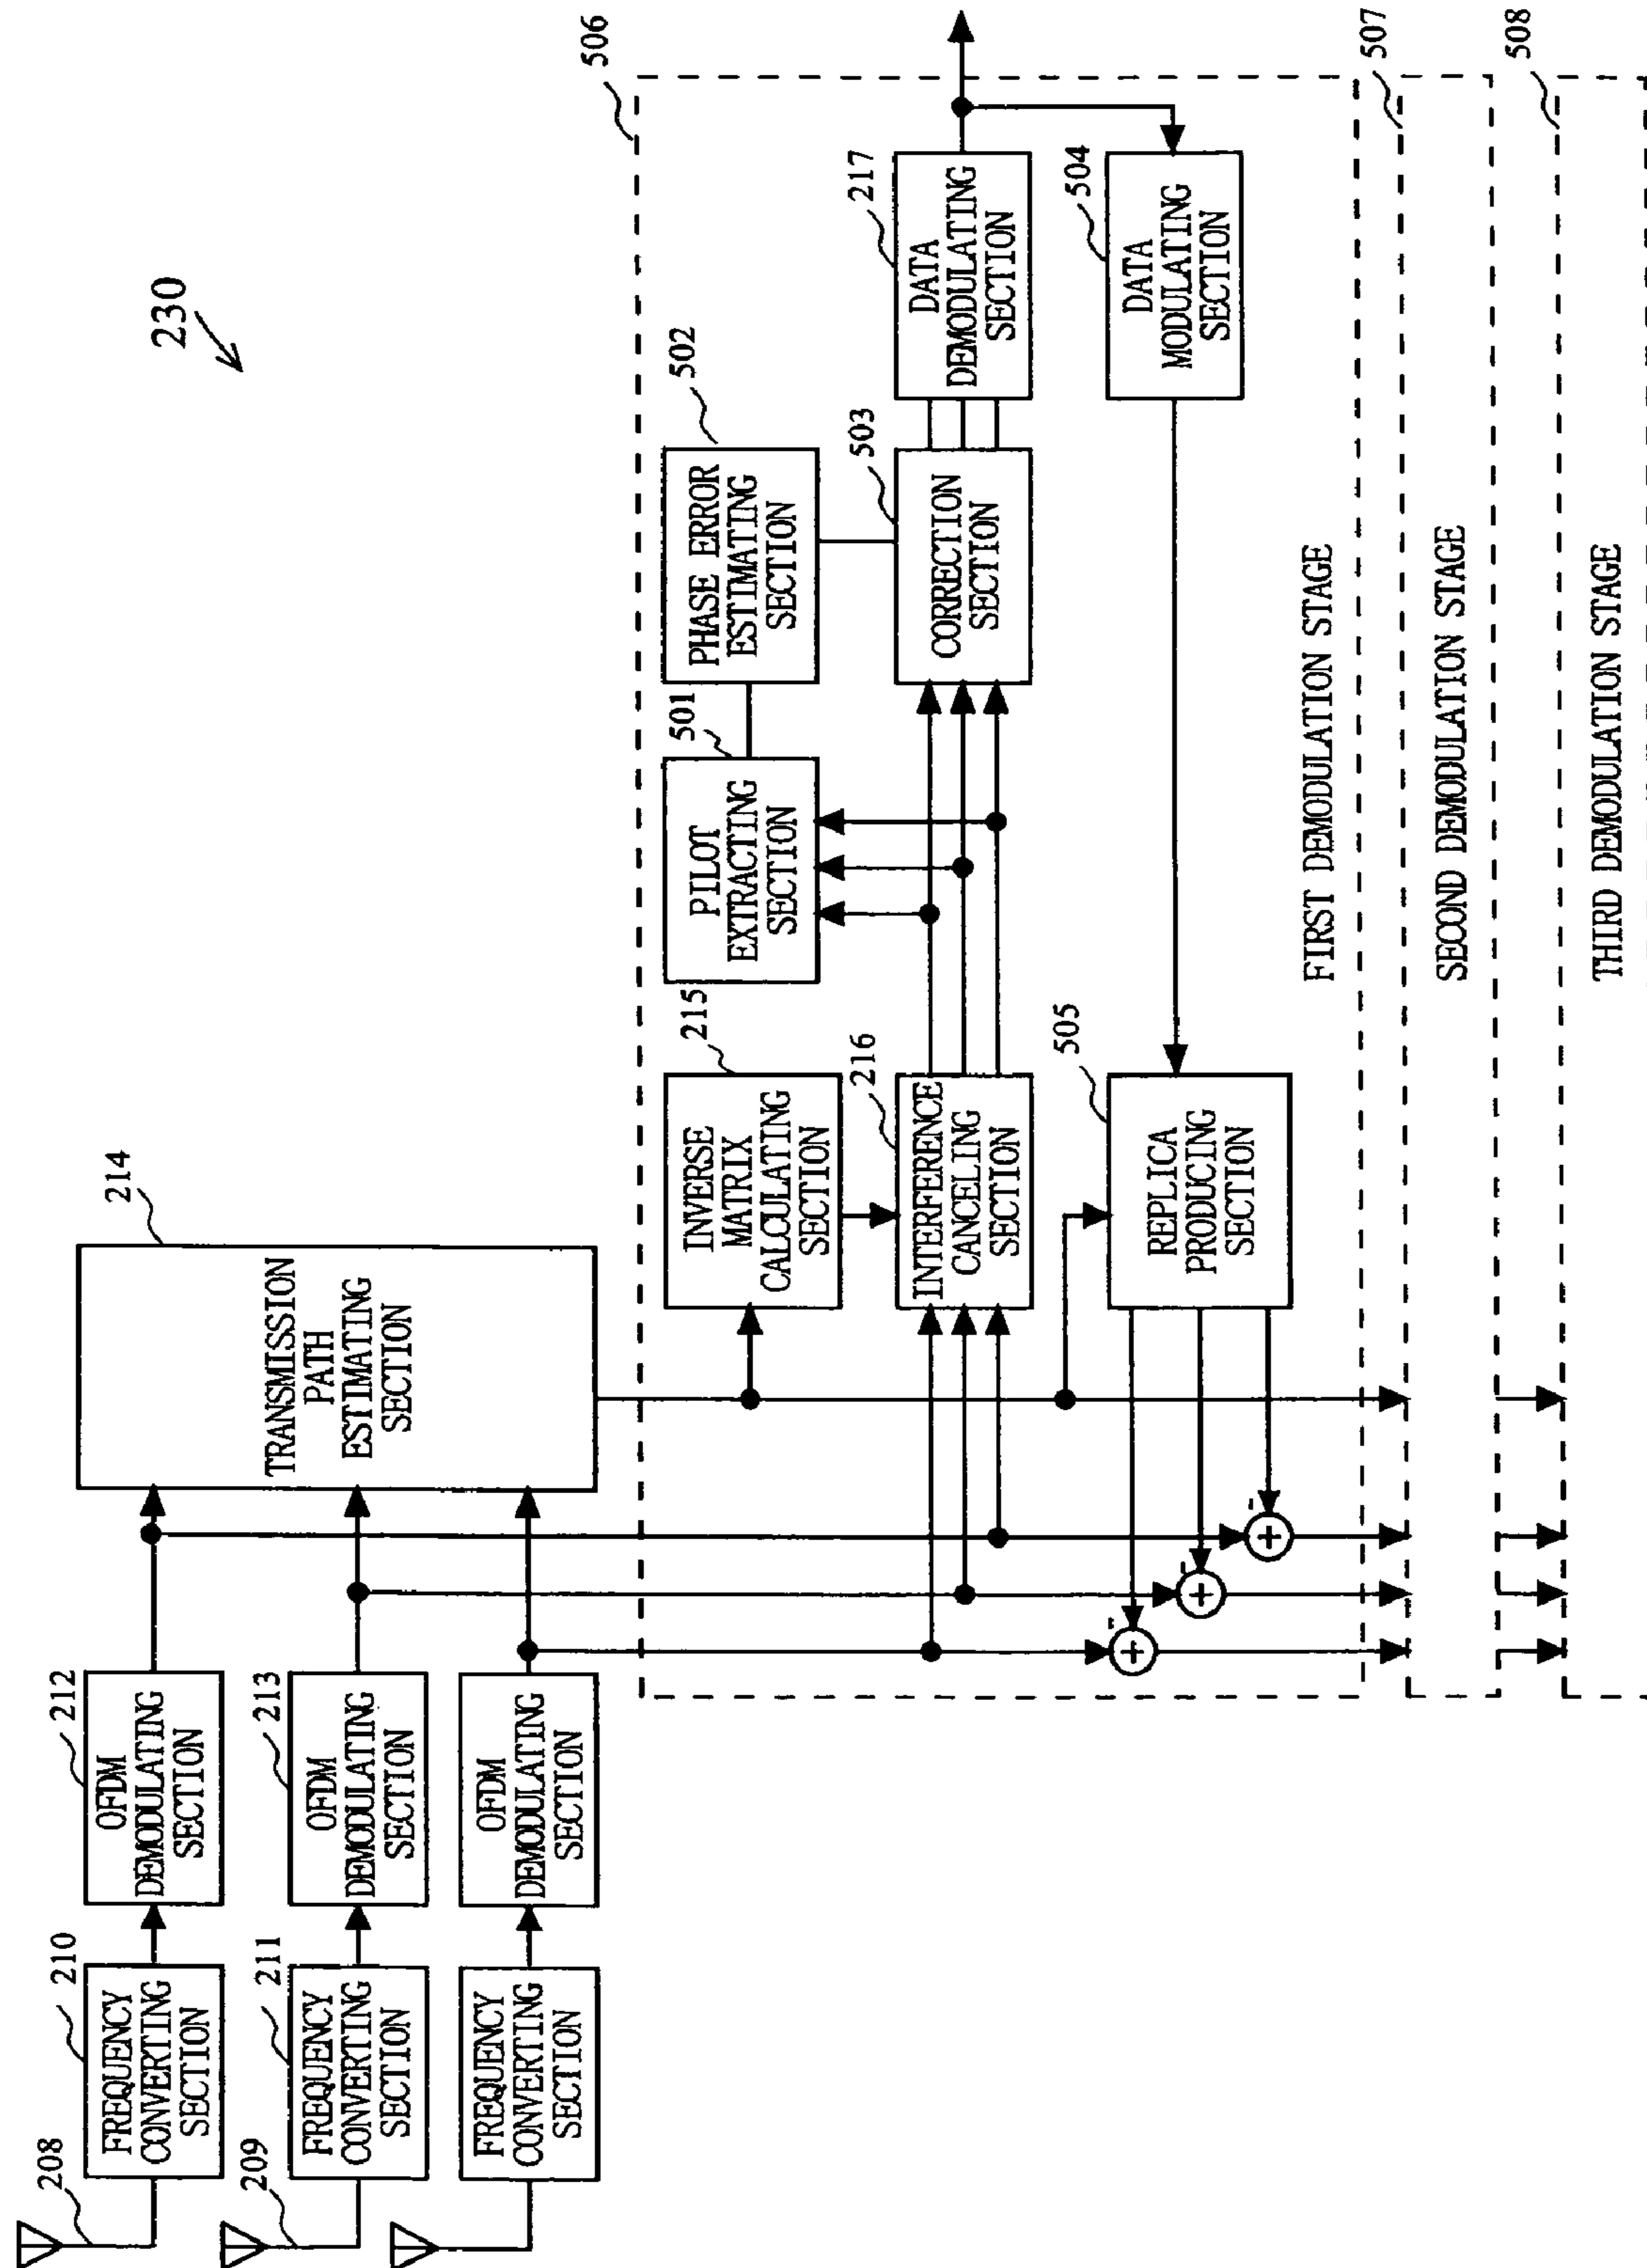 230
208
210
FREQUENCY
CONVERTING
SECTION
212
OFDM
DEMODULATING
SECTION
214
TRANSMISSION
PATH
ESTIMATING
SECTION
209
211
FREQUENCY
CONVERTING
SECTION
213
OFDM
DEMODULATING
SECTION
FREQUENCY
CONVERTING
SECTION
OFDM
DEMODULATING
SECTION
506
215
INVERSE
MATRIX
CALCULATING
SECTION
501
PILOT
EXTRACTING
SECTION
502
PHASE ERROR
ESTIMATING
SECTION
216
INTERFERENCE
CANCELING
SECTION
503
CORRECTION
SECTION
217
DATA
DEMODULATING
SECTION
505
REPLICA
PRODUCING
SECTION
504
DATA
MODULATING
SECTION
+
-
+
-
+
-
FIRST DEMODULATION STAGE
507
SECOND DEMODULATION STAGE
508
THIRD DEMODULATION STAGE